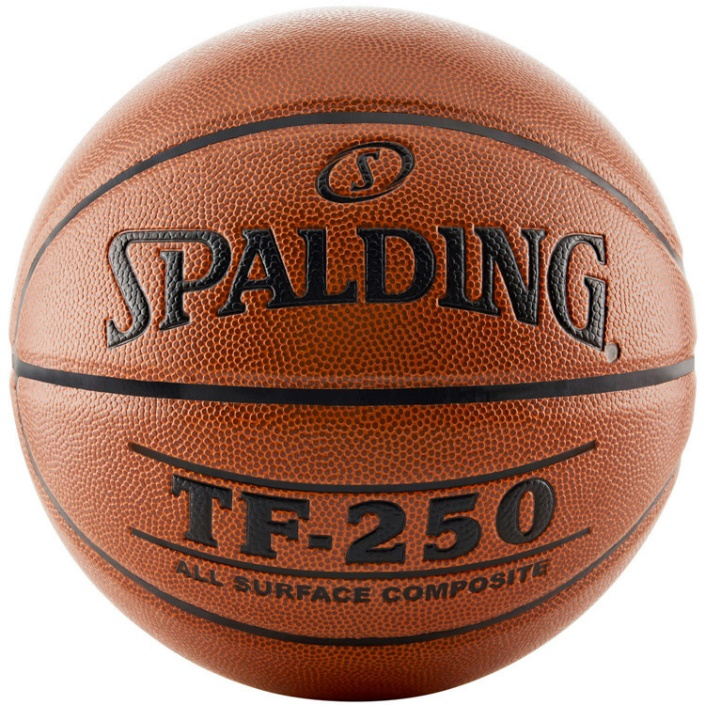 S
SPALDING
TF-250
ALL SURFACE COMPOSITE